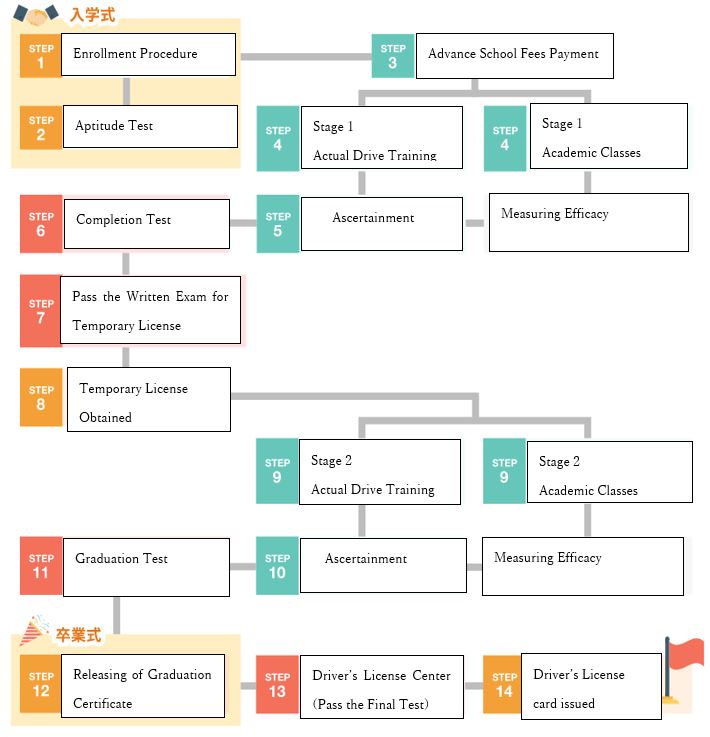 入学式
STEP 1
Enrollment Procedure
STEP 3
Advance School Fees Payment
STEP 2
Aptitude Test
STEP 4
Stage 1
Actual Drive Training
STEP 4
Stage 1
Academic Classes
STEP 6
Completion Test
STEP 5
Ascertainment
Measuring Efficacy
STEP 7
Pass the Written Exam for
Temporary License
STEP 8
Temporary License
Obtained
STEP 9
Stage 2
Actual Drive Training
STEP 9
Stage 2
Academic Classes
STEP 11
Graduation Test
STEP 10
Ascertainment
Measuring Efficacy
卒業式
STEP 12
Releasing of Graduation
Certificate
STEP 13
Driver's License Center
(Pass the Final Test)
STEP 14
Driver's License
card issued